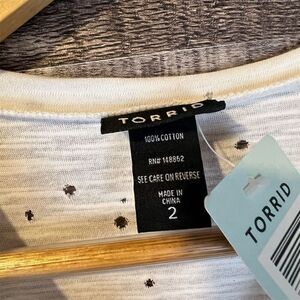 TORRID
100% COTTON
RN# 148862
SEE CARE ON REVERSE
MADE IN
CHINA
2
TORRID